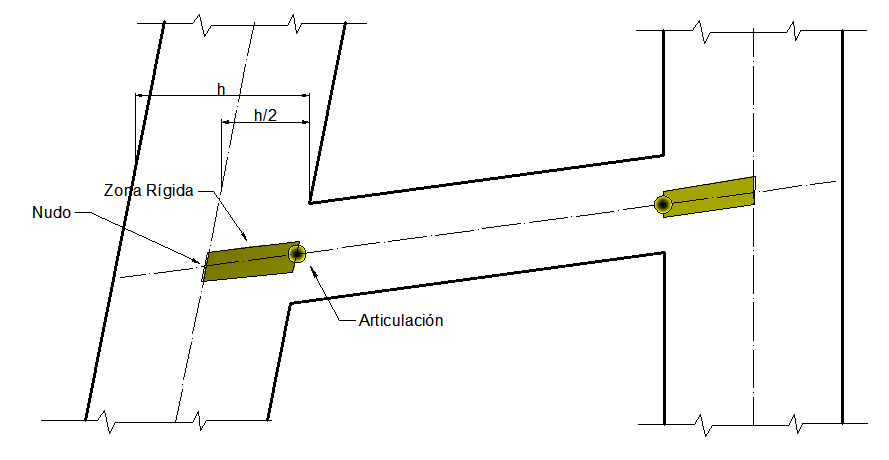 h
h/2
Zona Rígida
Nudo
Articulación